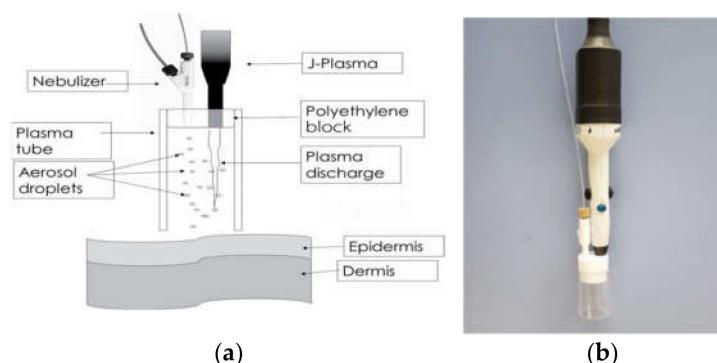 Nebulizer
J-Plasma
Polyethylene
block
Plasma
tube
Aerosol
droplets
Plasma
discharge
Epidermis
Dermis
(a)
(b)